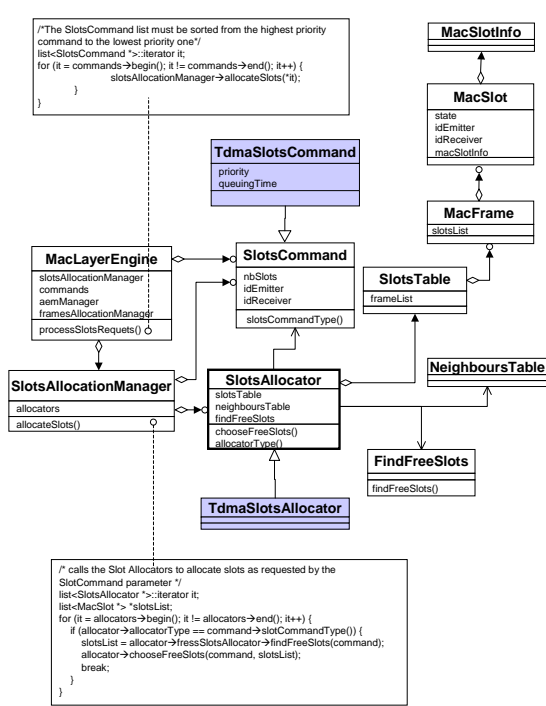 /*The SlotsCommand list must be sorted from the highest priority
command to the lowest priority one*/
list<SlotsCommand *>::iterator it;
for (it = commands→begin(); it != commands→end(); it++) {
slotsAllocationManager→allocateSlots(*it);
}
}
MacSlotInfo
MacSlot
state
idEmitter
idReceiver
macSlotInfo
TdmaSlotsCommand
priority
queuingTime
MacFrame
slotsList
MacLayerEngine
slotsAllocationManager
commands
aemManager
framesAllocationManager
processSlotsRequets()
SlotsCommand
nbSlots
idEmitter
idReceiver
slotsCommandType()
SlotsTable
frameList
SlotsAllocationManager
allocators
allocateSlots()
SlotsAllocator
slotsTable
neighboursTable
findFreeSlots
chooseFreeSlots()
allocatorType()
NeighboursTable
FindFreeSlots
findFreeSlots()
TdmaSlotsAllocator
/* calls the Slot Allocators to allocate slots as requested by the
SlotCommand parameter */
list<SlotsAllocator *>::iterator it;
list<MacSlot *> *slotsList;
for (it = allocators→begin(); it != allocators→end(); it++) {
if (allocator→allocatorType == command→slotCommandType()) {
slotsList = allocator→fressSlotsAllocator→findFreeSlots(command);
allocator→chooseFreeSlots(command, slotsList);
break;
}
}